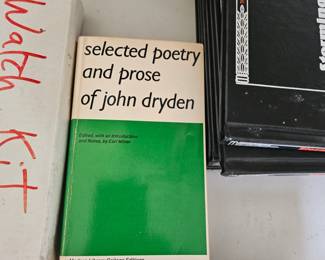 Watch Kit
selected poetry
and prose
of john dryden
Edited, with an Introduction
and Notes, by Earl Miner